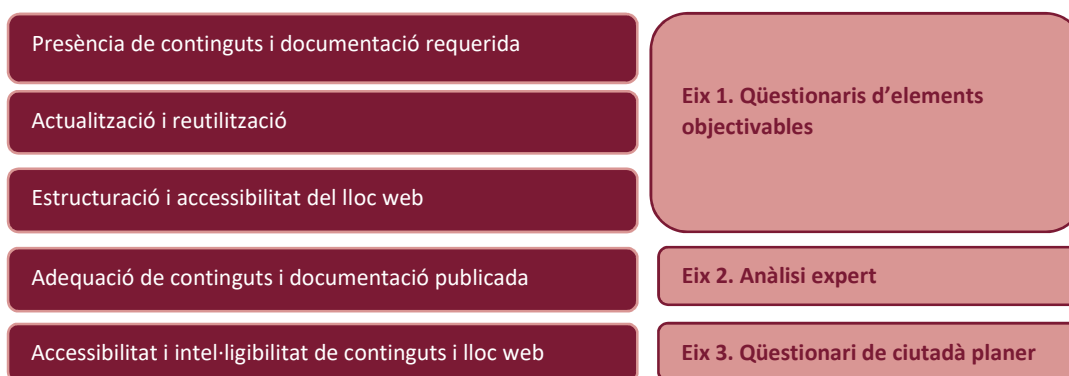 Presència de continguts i documentació requerida
Actualització i reutilització
Estructuració i accessibilitat del lloc web
Eix 1. Qüestionaris d’elements
objectivables
Adequació de continguts i documentació publicada
Eix 2. Anàlisi expert
Accessibilitat i intel·ligibilitat de continguts i lloc web
Eix 3. Qüestionari de ciutadà planer